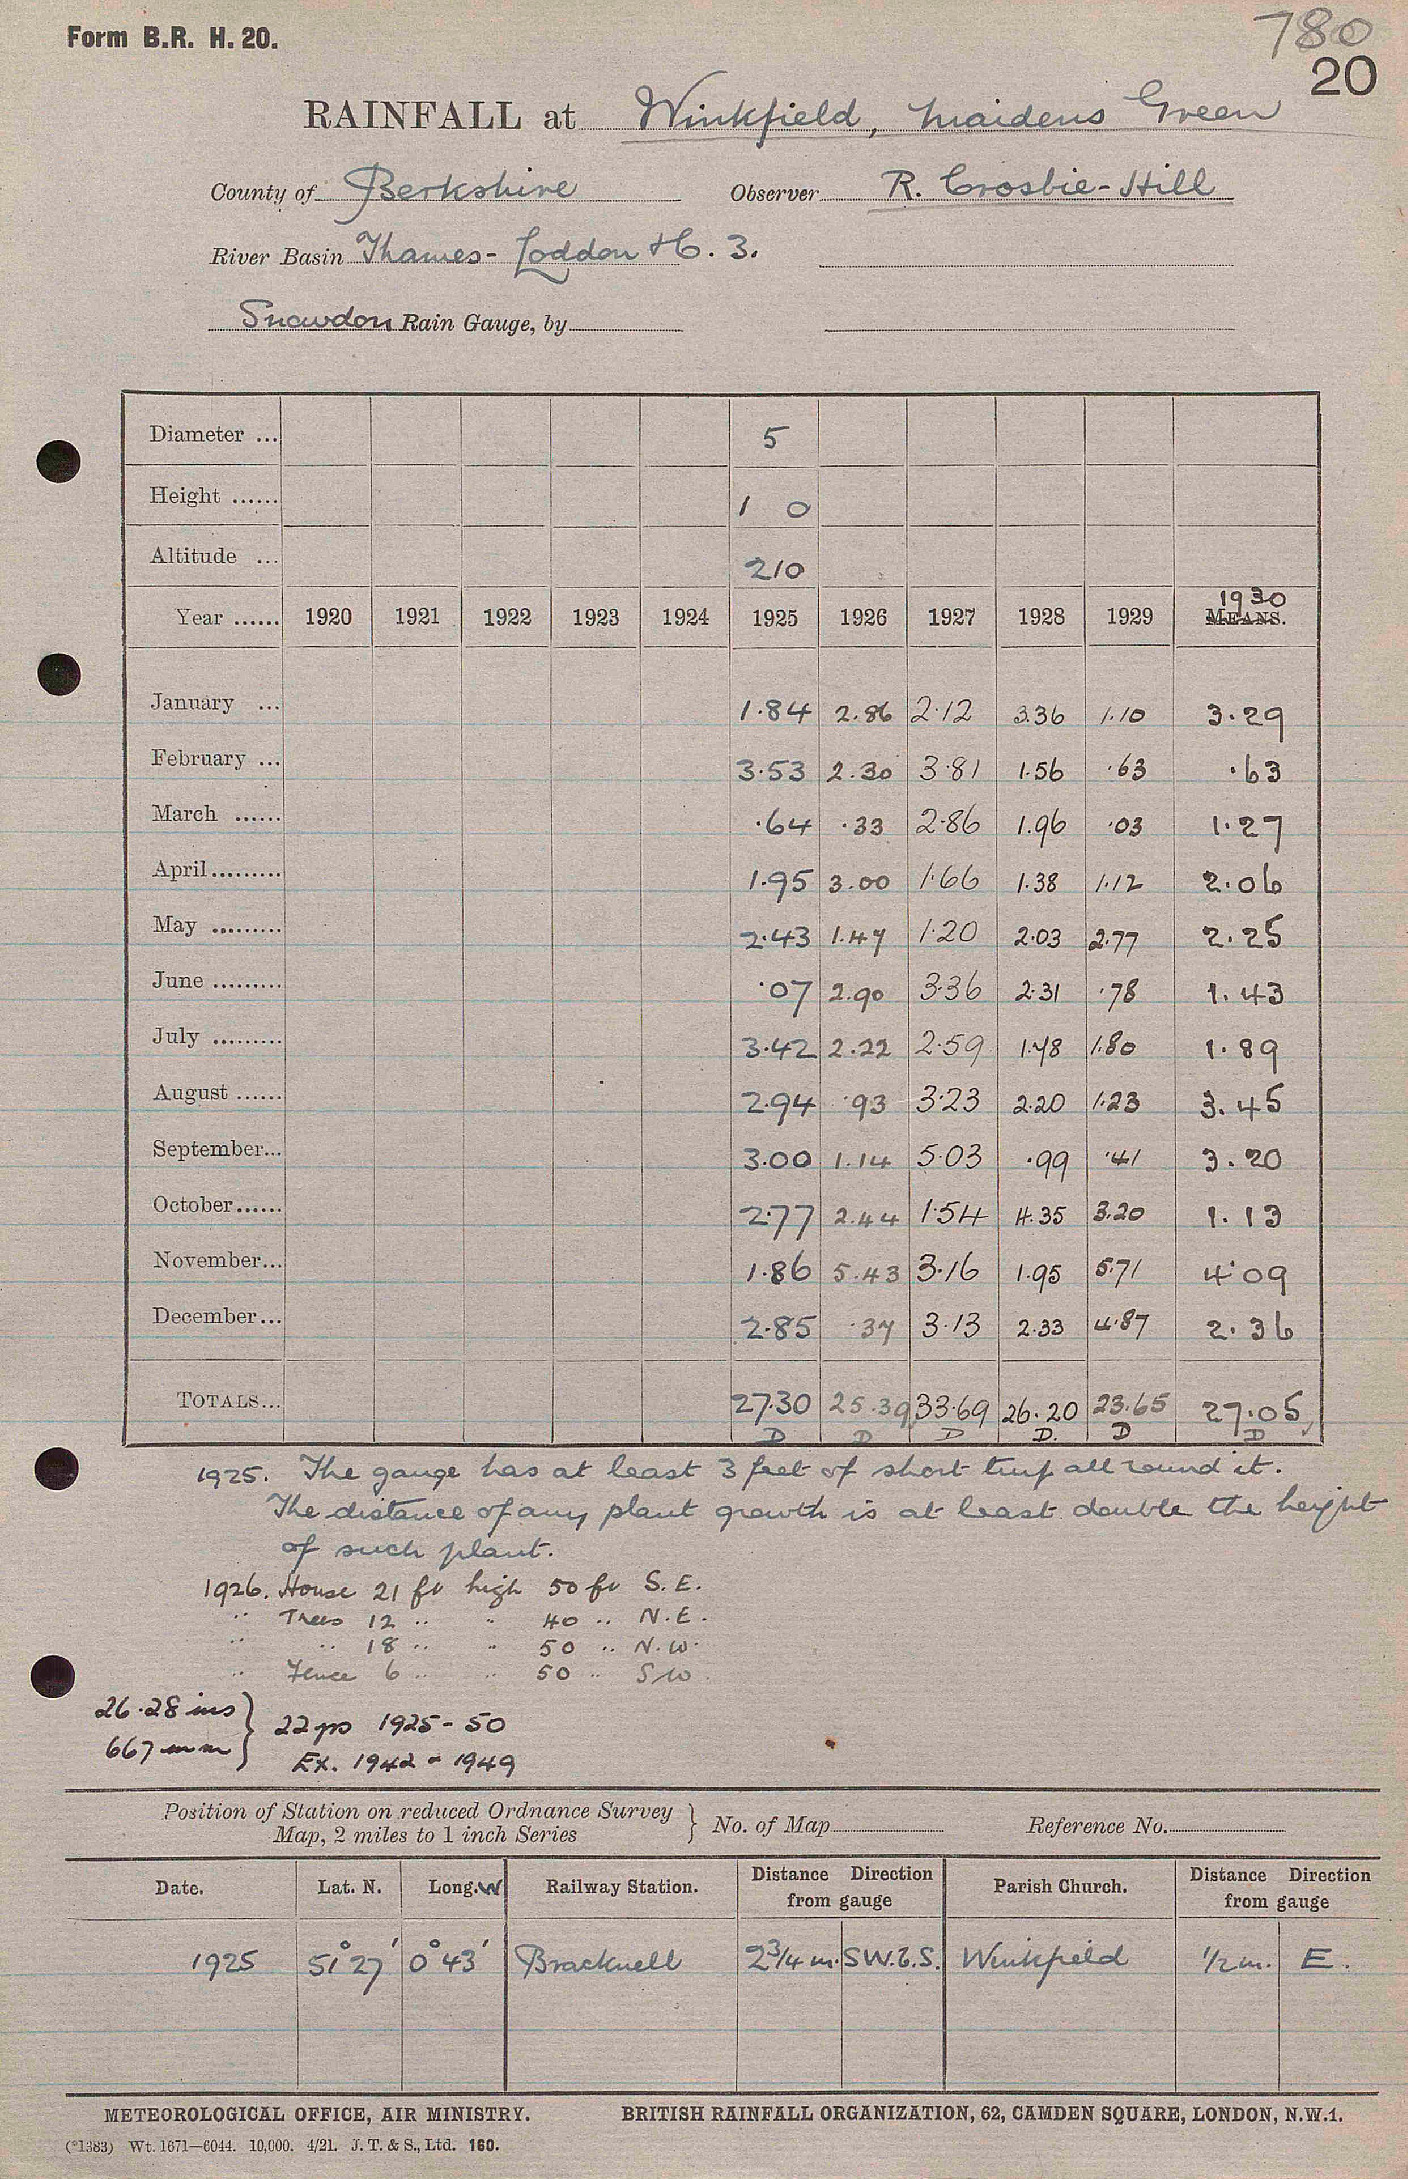 Form B.R. H. 20.
780
20
RAINFALL at Winkfield, Maidens Green
County of Berkshire Observer R. Crosbie-Hill
River Basin Thames - Loddon &c. 3.
Snowdon Rain Gauge, by
Diameter ... 5
Height ...... 1 0
Altitude ... 210
Year ...... 1920 1921 1922 1923 1924 1925 1926 1927 1928 1929 1930 MEANS.
January ... 1.84 2.86 2.12 3.36 1.10 3.29
February ... 3.53 2.30 3.81 1.56 .63 .63
March ...... .64 .33 2.86 1.96 .03 1.27
April......... 1.95 3.00 1.66 1.38 1.12 2.06
May ......... 2.43 1.47 1.20 2.03 2.77 2.25
June ......... .07 2.90 3.36 2.31 .78 1.43
July ......... 3.42 2.22 2.59 1.48 1.80 1.89
August ...... 2.94 .93 3.23 2.20 1.23 3.45
September... 3.00 1.14 5.03 .99 .41 3.20
October...... 2.77 2.44 1.54 4.35 3.20 1.13
November... 1.86 5.43 3.16 1.95 5.71 4.09
December... 2.85 .37 3.13 2.33 4.87 2.36
TOTALS... 27.30 25.39 33.69 26.20 23.65 27.05
D D D D. D D
1925. The gauge has at least 3 feet of short turf all round it.
The distance of any plant growth is at least double the height
of such plant.
1926. House 21 ft high 50 ft S.E.
" Trees 12 " " 40 " N.E.
" " 18 " " 50 " N.W.
" Fence 6 " " 50 " SW.
26.28 ins } 22 yrs 1925 - 50
667 mm } Ex. 1942 - 1949
Position of Station on reduced Ordnance Survey } No. of Map Reference No.
Map, 2 miles to 1 inch Series
Date. Lat. N. Long. W Railway Station. Distance Direction from gauge Parish Church. Distance Direction from gauge
1925 51° 27' 0° 43' Bracknell 2 3/4 m. SW.b.S. Winkfield 1/2 m. E.
METEOROLOGICAL OFFICE, AIR MINISTRY. BRITISH RAINFALL ORGANIZATION, 62, CAMDEN SQUARE, LONDON, N.W.1.
(*1383) Wt. 1671—6044. 10,000. 4/21. J. T. & S., Ltd. 160.